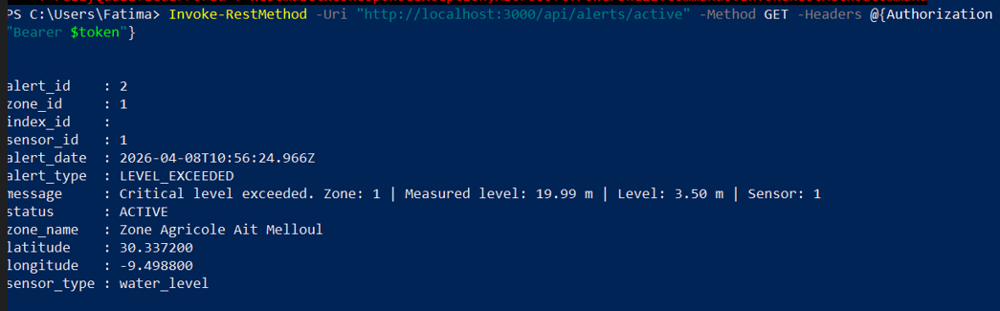 PS C:\Users\Fatima> Invoke-RestMethod -Uri "http://localhost:3000/api/alerts/active" -Method GET -Headers @{Authorization
"Bearer $token"}
alert_id : 2
zone_id : 1
index_id :
sensor_id : 1
alert_date : 2026-04-08T10:56:24.966Z
alert_type : LEVEL_EXCEEDED
message : Critical level exceeded. Zone: 1 | Measured level: 19.99 m | Level: 3.50 m | Sensor: 1
status : ACTIVE
zone_name : Zone Agricole Ait Melloul
latitude : 30.337200
longitude : -9.498800
sensor_type : water_level